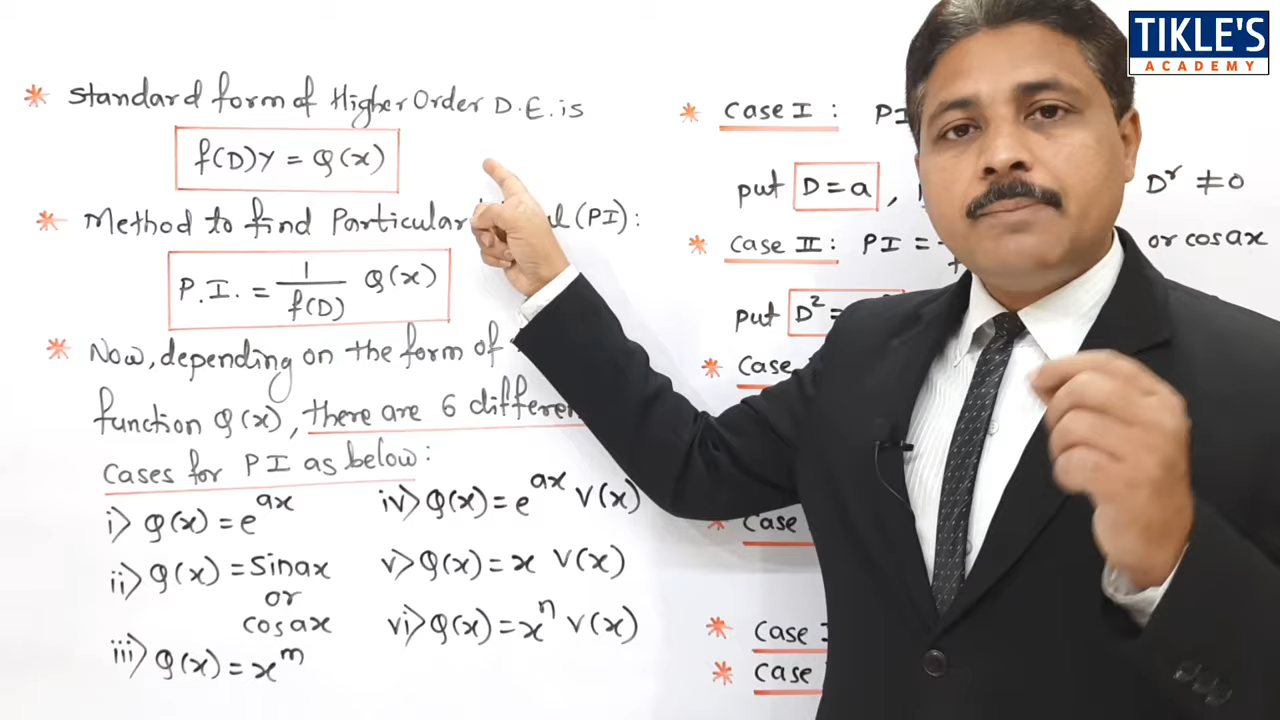 TIKLE'S
ACADEMY
* Standard form of Higher Order D.E. is
f(D)Y = Q(x)
* Method to find Particular (PI):
P.I. = 1/f(D) Q(x)
* Now, depending on the form of
function Q(x), there are 6 different
cases for PI as below:
i> Q(x) = e^ax
ii> Q(x) = sinax
or
cosax
iii> Q(x) = x^m
iv> Q(x) = e^ax V(x)
v> Q(x) = x V(x)
vi> Q(x) = x^n V(x)
* Case I : PI
put D = a , D^r ≠ 0
* Case II : PI = or cosax
put D² =
* Case
* Case
* Case
* Case